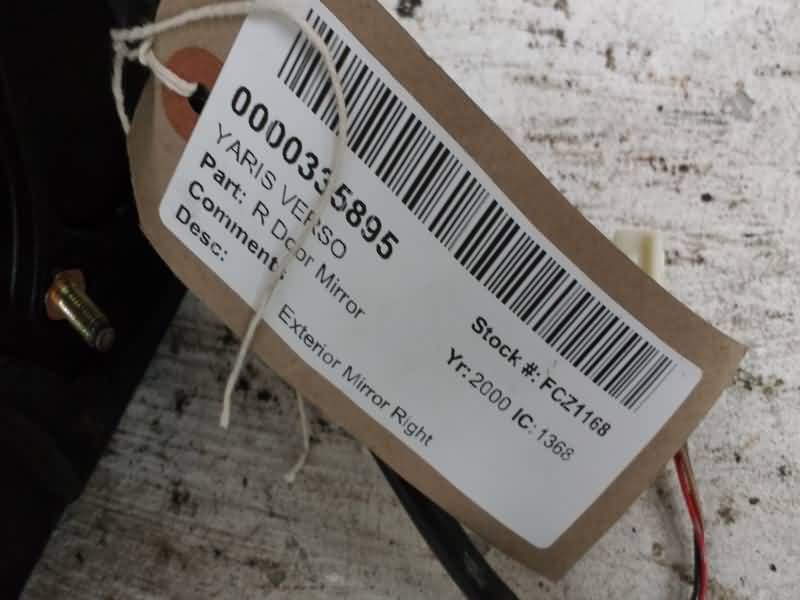 0000335895
YARIS VERSO
Part: R Door Mirror
Comments:
Desc:
Exterior Mirror Right
Stock #: FCZ1168
Yr: 2000 IC: 1368